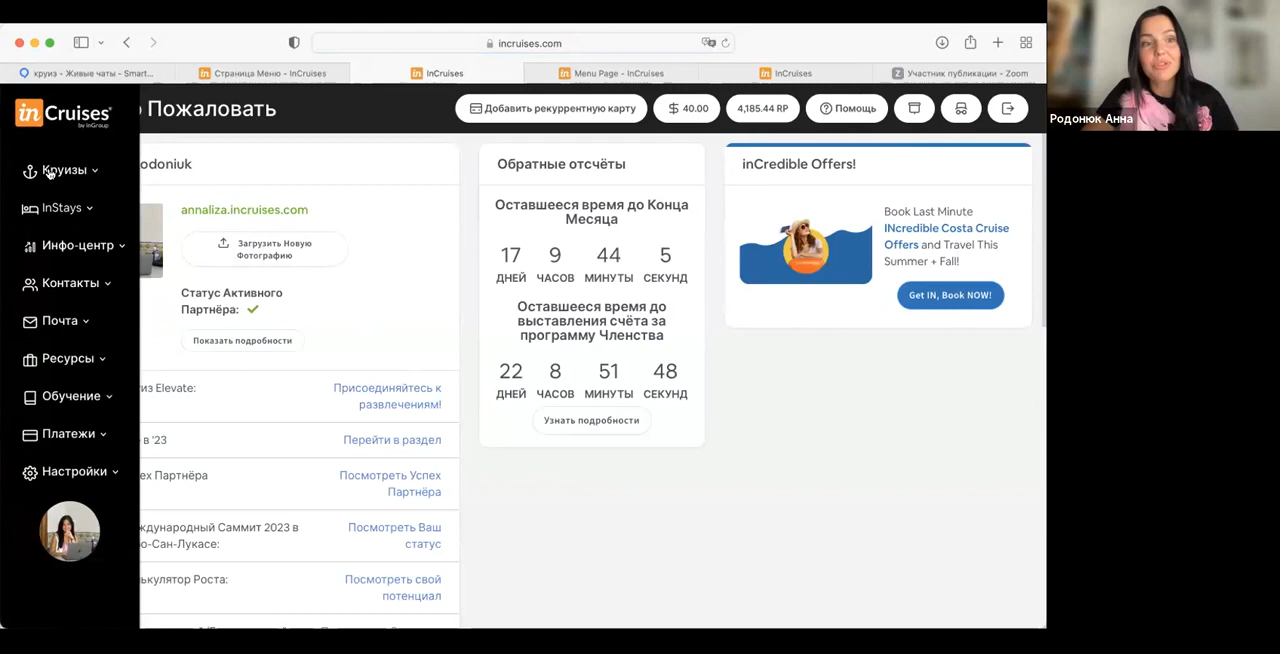 incruises.com
круиз - Живые чаты - Smart...
Страница Меню - InCruises
InCruises
Menu Page - InCruises
InCruises
Участник публикации - Zoom
inCruises®
by inGroup
Пожаловать
Добавить рекуррентную карту
$ 40.00
4,185.44 RP
Помощь
Круизы
InStays
Инфо-центр
Контакты
Почта
Ресурсы
Обучение
Платежи
Настройки
odoniuk
annaliza.incruises.com
Загрузить Новую
Фотографию
Статус Активного
Партнёра:
Показать подробности
из Elevate:
Присоединяйтесь к
развлечениям!
в '23
Перейти в раздел
ех Партнёра
Посмотреть Успех
Партнёра
ждународный Саммит 2023 в
о-Сан-Лукасе:
Посмотреть Ваш
статус
ькулятор Роста:
Посмотреть свой
потенциал
Обратные отсчёты
Оставшееся время до Конца
Месяца
17 9 44 5
ДНЕЙ ЧАСОВ МИНУТЫ СЕКУНД
Оставшееся время до
выставления счёта за
программу Членства
22 8 51 48
ДНЕЙ ЧАСОВ МИНУТЫ СЕКУНД
Узнать подробности
inCredible Offers!
Book Last Minute
INcredible Costa Cruise
Offers and Travel This
Summer + Fall!
Get IN, Book NOW!
Родонюк Анна